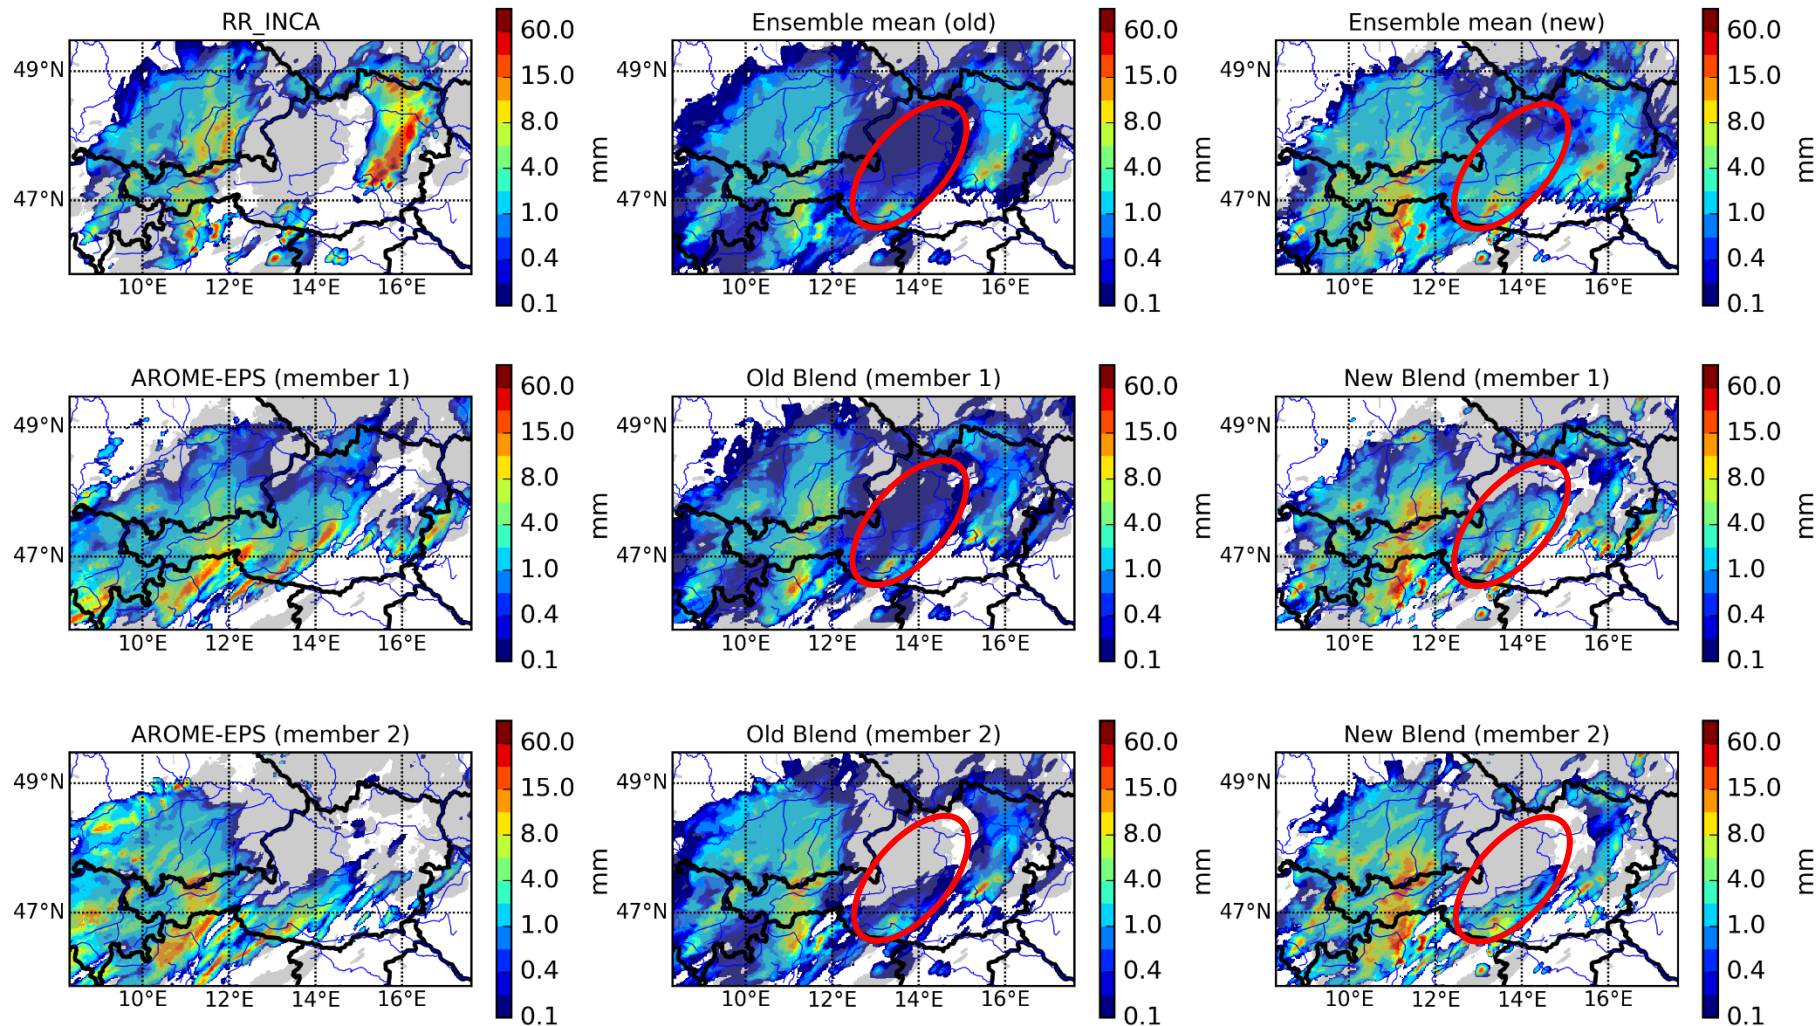 RR_INCA
49°N
47°N
10°E 12°E 14°E 16°E
60.0
15.0
8.0
4.0
1.0
0.4
0.1
mm
Ensemble mean (old)
10°E 12°E 14°E 16°E
60.0
15.0
8.0
4.0
1.0
0.4
0.1
mm
Ensemble mean (new)
49°N
47°N
10°E 12°E 14°E 16°E
60.0
15.0
8.0
4.0
1.0
0.4
0.1
mm
AROME-EPS (member 1)
49°N
47°N
10°E 12°E 14°E 16°E
60.0
15.0
8.0
4.0
1.0
0.4
0.1
mm
Old Blend (member 1)
10°E 12°E 14°E 16°E
60.0
15.0
8.0
4.0
1.0
0.4
0.1
mm
New Blend (member 1)
49°N
47°N
10°E 12°E 14°E 16°E
60.0
15.0
8.0
4.0
1.0
0.4
0.1
mm
AROME-EPS (member 2)
49°N
47°N
10°E 12°E 14°E 16°E
60.0
15.0
8.0
4.0
1.0
0.4
0.1
mm
Old Blend (member 2)
10°E 12°E 14°E 16°E
60.0
15.0
8.0
4.0
1.0
0.4
0.1
mm
New Blend (member 2)
49°N
47°N
10°E 12°E 14°E 16°E
60.0
15.0
8.0
4.0
1.0
0.4
0.1
mm